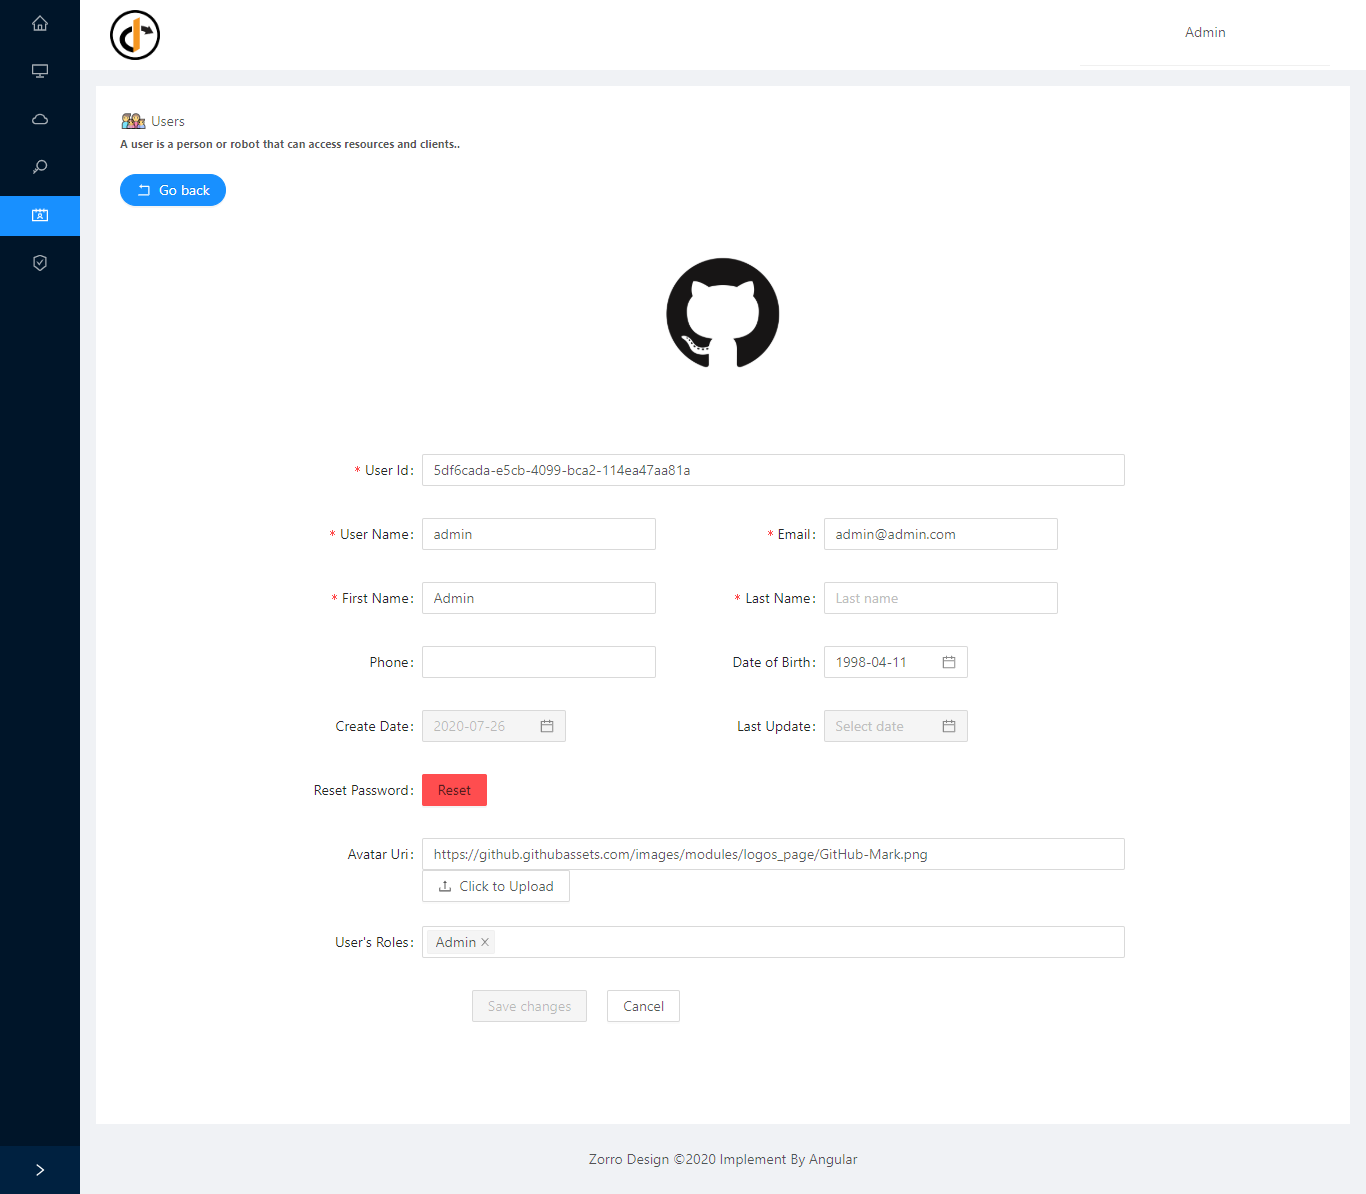 Admin
Users
A user is a person or robot that can access resources and clients..
Go back
* User Id: 5df6cada-e5cb-4099-bca2-114ea47aa81a
* User Name: admin * Email: admin@admin.com
* First Name: Admin * Last Name: Last name
Phone: Date of Birth: 1998-04-11
Create Date: 2020-07-26 Last Update: Select date
Reset Password: Reset
Avatar Uri: https://github.githubassets.com/images/modules/logos_page/GitHub-Mark.png
Click to Upload
User's Roles: Admin
Save changes Cancel
Zorro Design ©2020 Implement By Angular